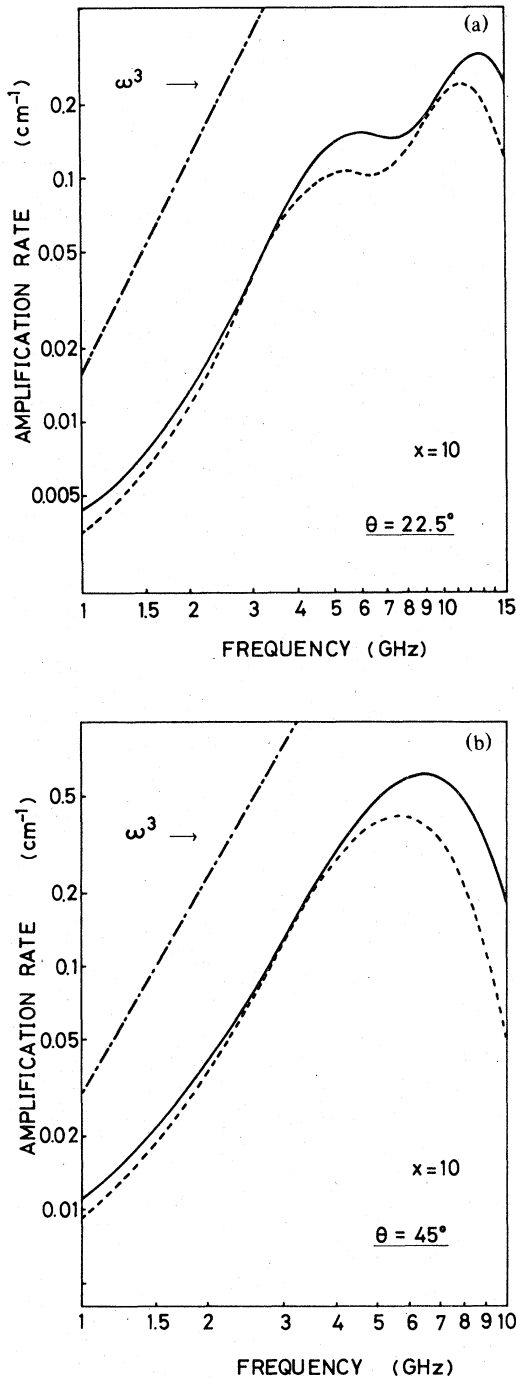 (a)
ω³ →
0.2
0.1
0.05
0.02
0.01
0.005
AMPLIFICATION RATE (cm⁻¹)
x = 10
θ = 22.5°
1 1.5 2 3 4 5 6 7 8 9 10 15
FREQUENCY (GHz)
(b)
ω³ →
0.5
0.2
0.1
0.05
0.02
0.01
AMPLIFICATION RATE (cm⁻¹)
x = 10
θ = 45°
1 1.5 2 3 4 5 6 7 8 9 10
FREQUENCY (GHz)